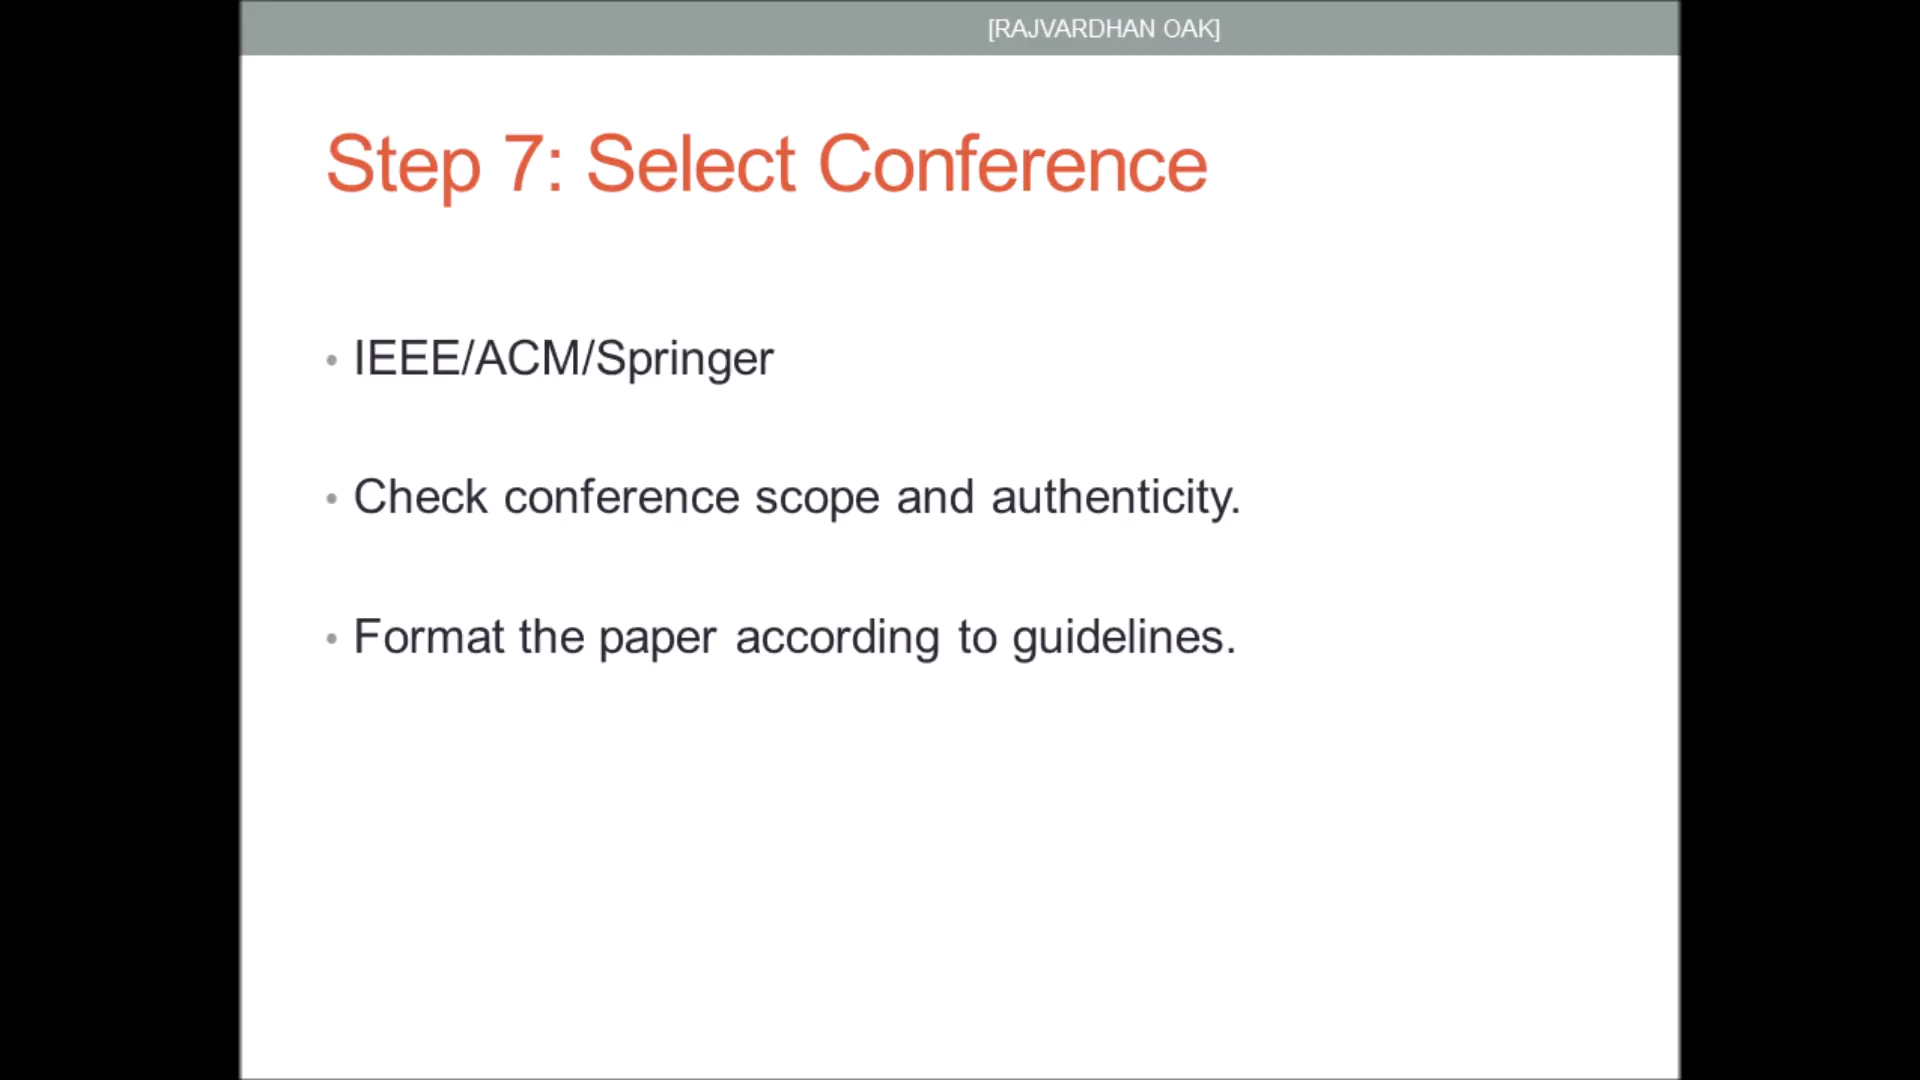 [RAJVARDHAN OAK]
Step 7: Select Conference
• IEEE/ACM/Springer
• Check conference scope and authenticity.
• Format the paper according to guidelines.